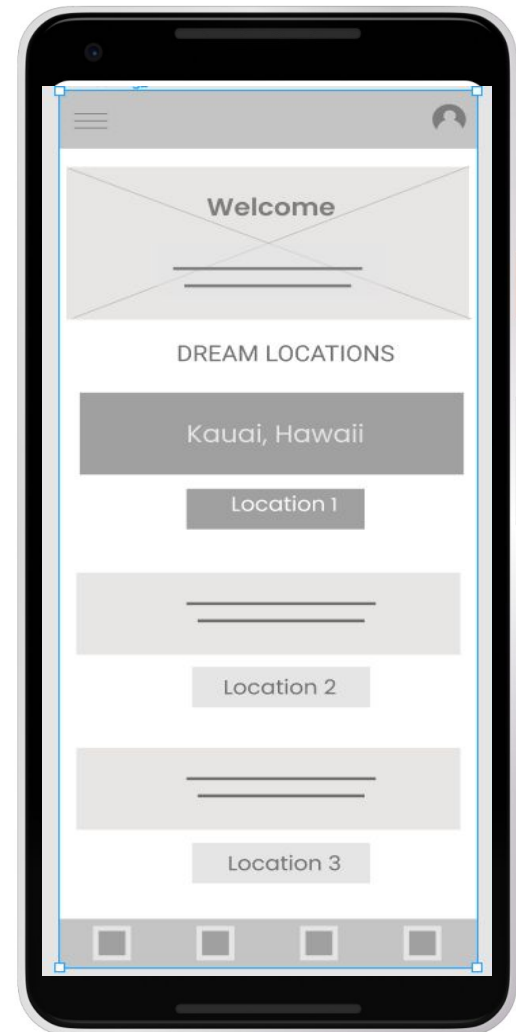 Welcome
DREAM LOCATIONS
Kauai, Hawaii
Location 1
Location 2
Location 3